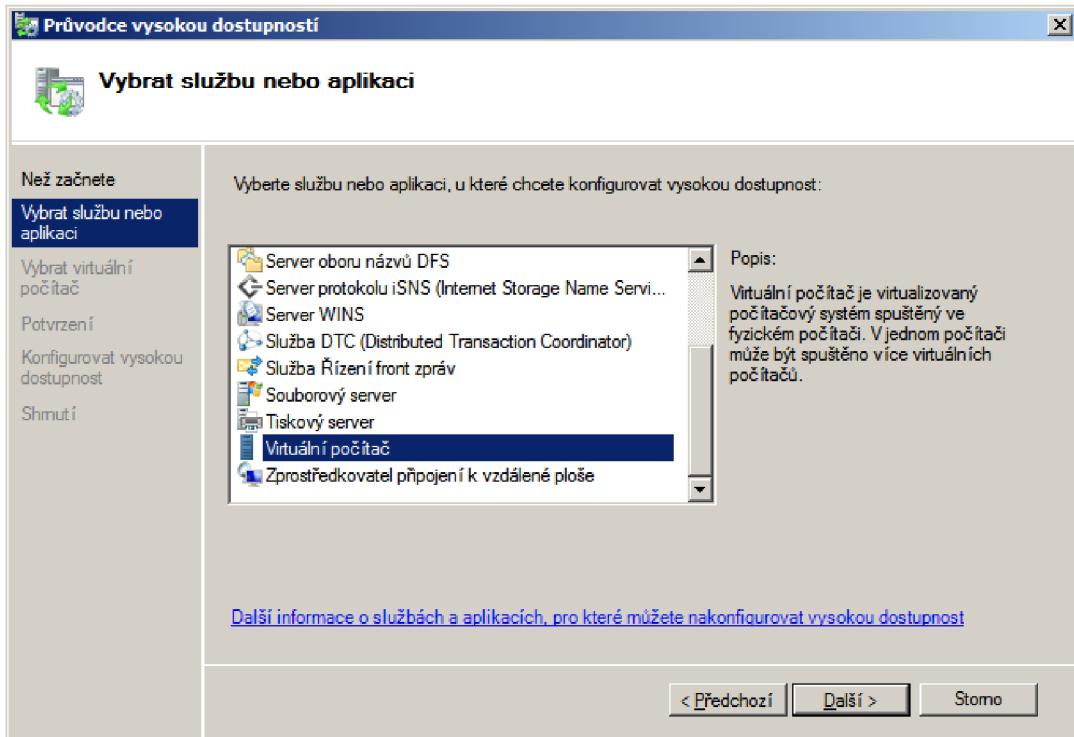 Průvodce vysokou dostupností
Vybrat službu nebo aplikaci
Než začnete
Vybrat službu nebo
aplikaci
Vybrat virtuální
počítač
Potvrzení
Konfigurovat vysokou
dostupnost
Shrnutí
Vyberte službu nebo aplikaci, u které chcete konfigurovat vysokou dostupnost:
Server oboru názvů DFS
Server protokolu iSNS (Internet Storage Name Servi...
Server WINS
Služba DTC (Distributed Transaction Coordinator)
Služba Řízení front zpráv
Souborový server
Tiskový server
Virtuální počítač
Zprostředkovatel připojení k vzdálené ploše
Popis:
Virtuální počítač je virtualizovaný
počítačový systém spuštěný ve
fyzickém počítači. V jednom počítači
může být spuštěno více virtuálních
počítačů.
Další informace o službách a aplikacích, pro které můžete nakonfigurovat vysokou dostupnost
< Předchozí
Další >
Storno